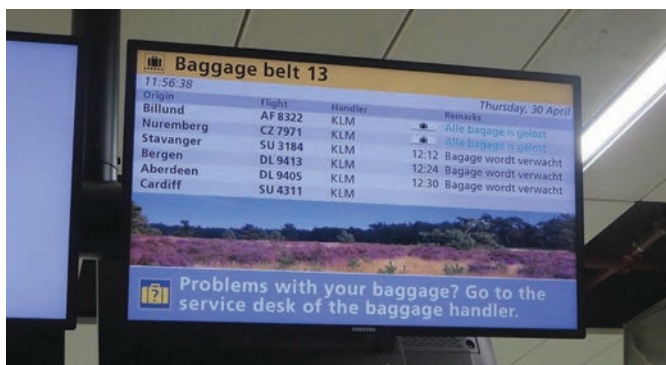 Baggage belt 13
11:56:38 Thursday, 30 April
Origin Flight Handler Remarks
Billund AF 8322 KLM Alle bagage is gelost
Nuremberg CZ 7971 KLM Alle bagage is gelost
Stavanger SU 3184 KLM 12:12 Bagage wordt verwacht
Bergen DL 9413 KLM 12:24 Bagage wordt verwacht
Aberdeen DL 9405 KLM 12:30 Bagage wordt verwacht
Cardiff SU 4311 KLM
Problems with your baggage? Go to the
service desk of the baggage handler.
SAMSUNG